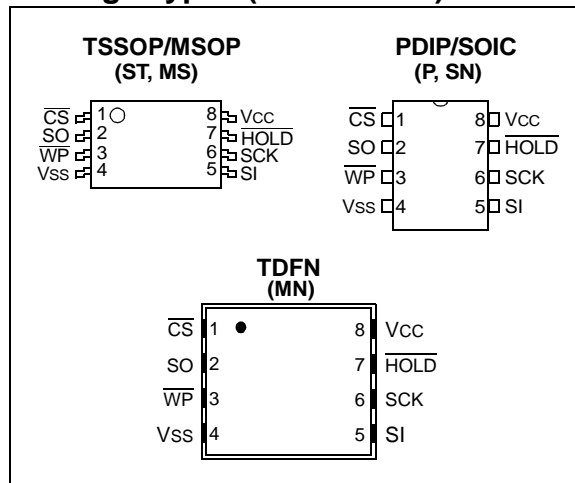 TSSOP/MSOP
(ST, MS)
CS 1 8 Vcc
SO 2 7 HOLD
WP 3 6 SCK
Vss 4 5 SI
PDIP/SOIC
(P, SN)
CS 1 8 Vcc
SO 2 7 HOLD
WP 3 6 SCK
Vss 4 5 SI
TDFN
(MN)
CS 1 8 Vcc
SO 2 7 HOLD
WP 3 6 SCK
Vss 4 5 SI